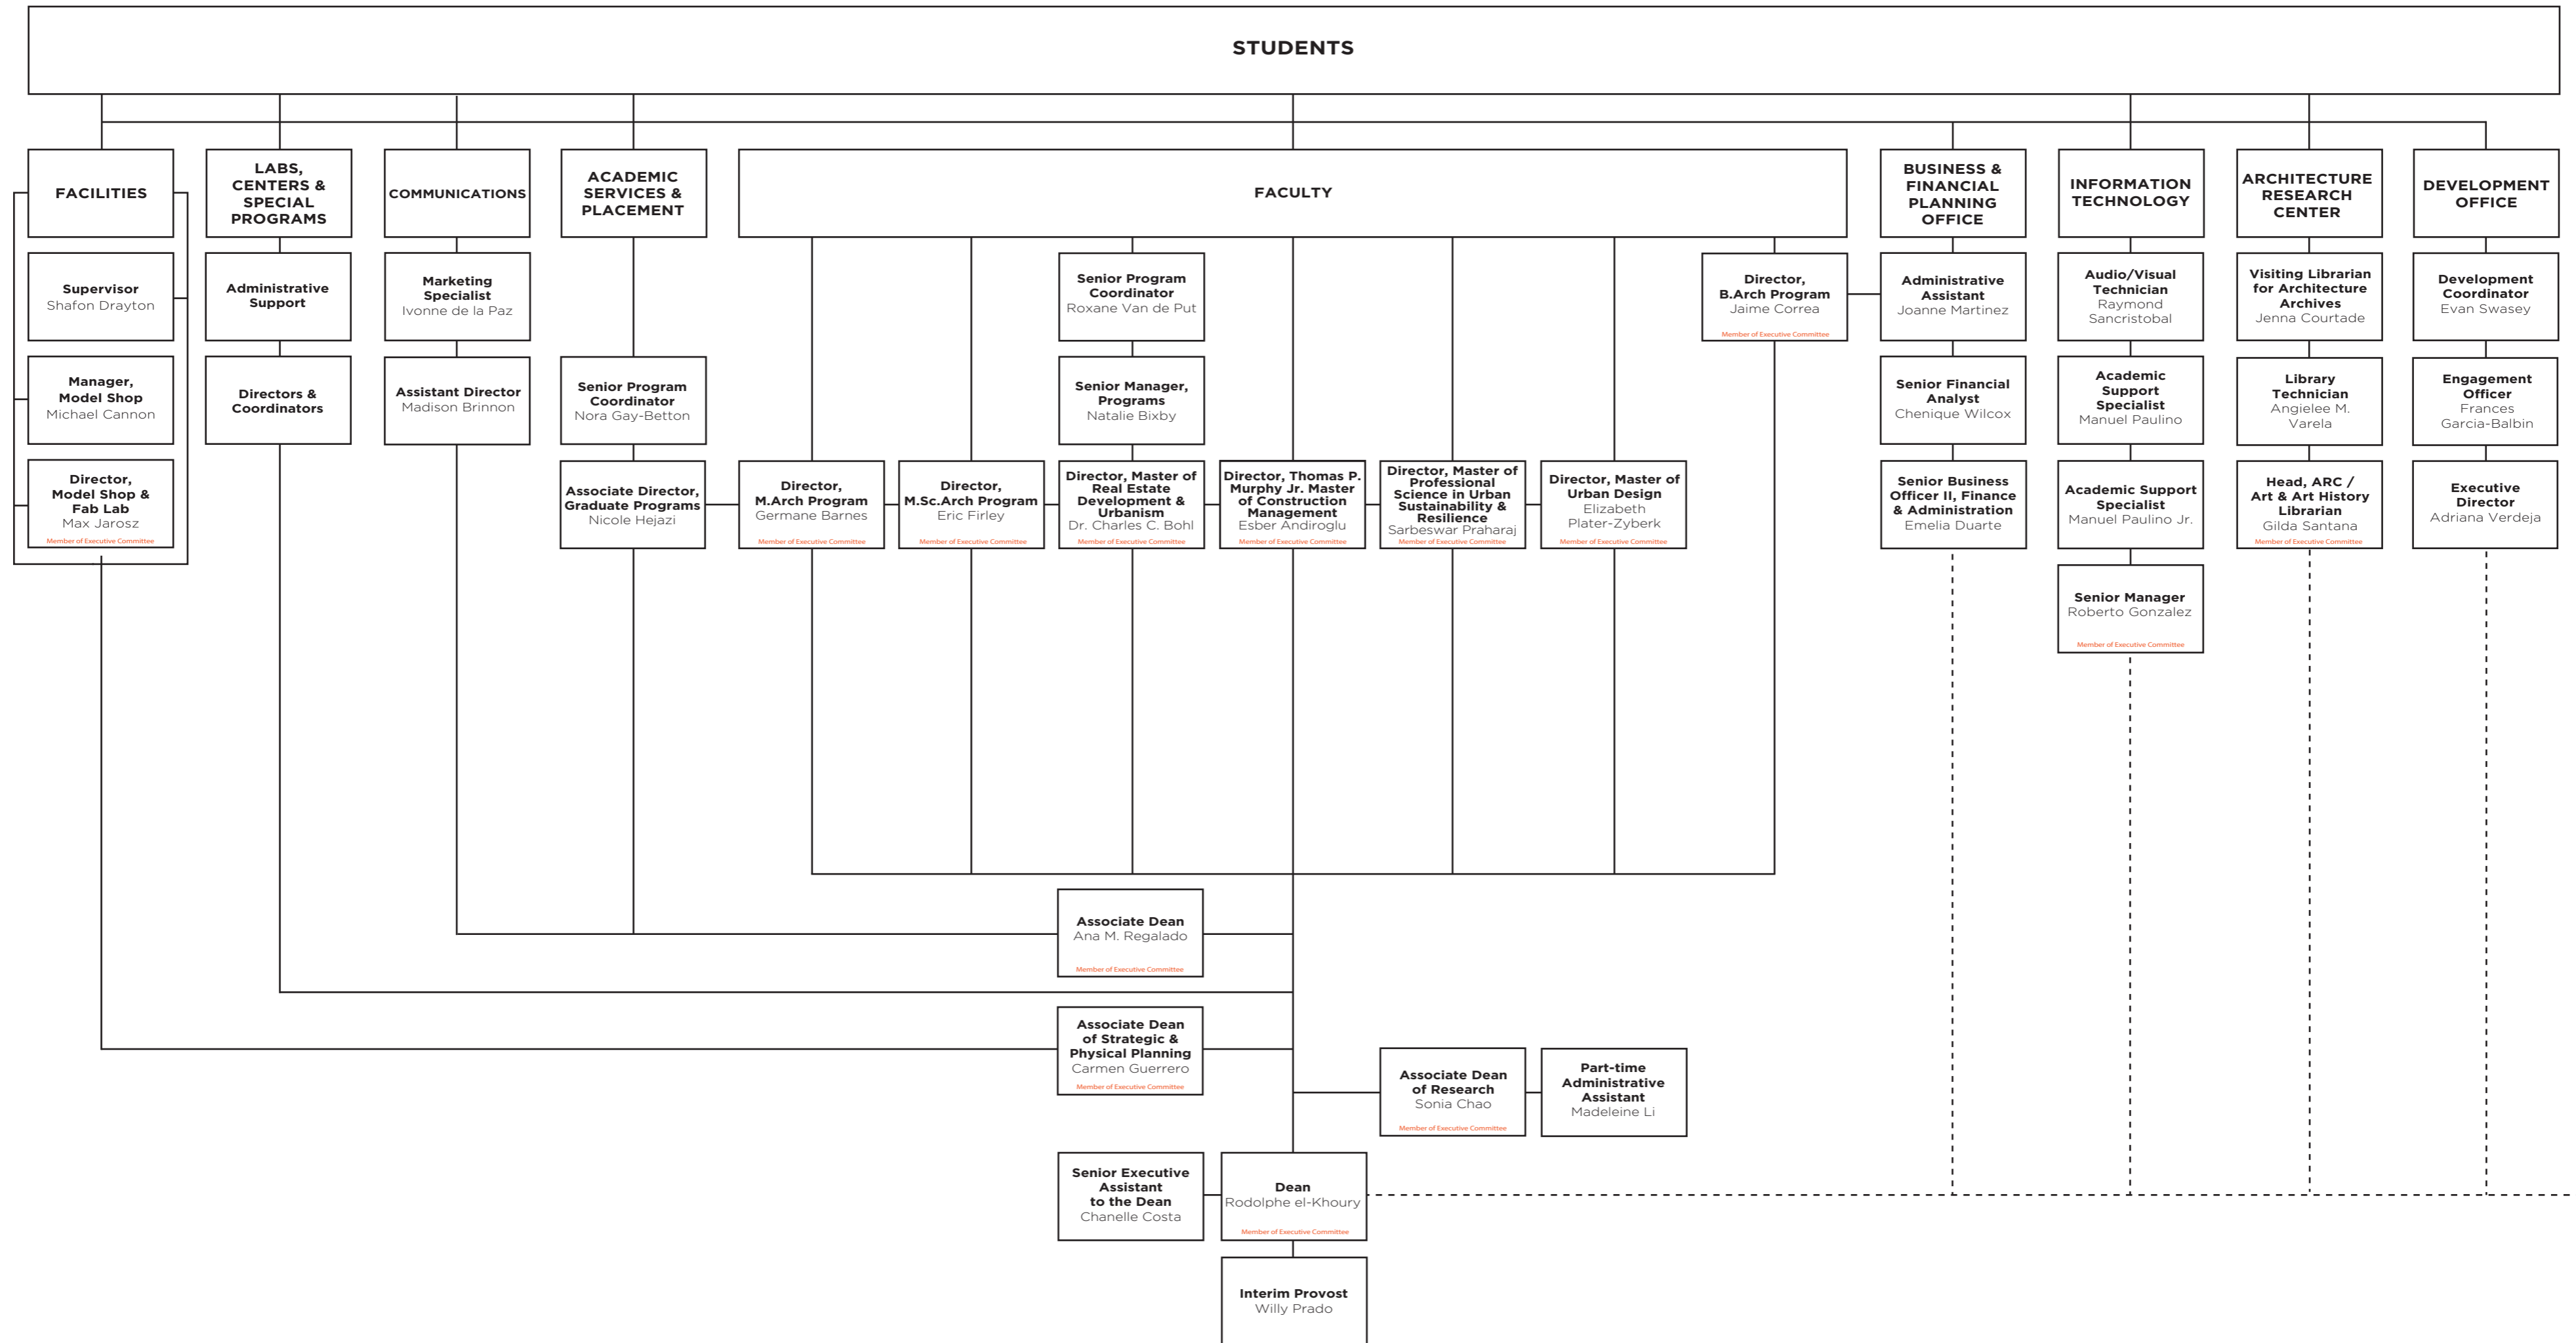 STUDENTS
FACILITIES
LABS,
CENTERS &
SPECIAL
PROGRAMS
COMMUNICATIONS
ACADEMIC
SERVICES &
PLACEMENT
FACULTY
BUSINESS &
FINANCIAL
PLANNING
OFFICE
INFORMATION
TECHNOLOGY
ARCHITECTURE
RESEARCH
CENTER
DEVELOPMENT
OFFICE
Supervisor
Shafon Drayton
Administrative
Support
Marketing
Specialist
Ivonne de la Paz
Senior Program
Coordinator
Roxane Van de Put
Director,
B.Arch Program
Jaime Correa
Member of Executive Committee
Administrative
Assistant
Joanne Martinez
Audio/Visual
Technician
Raymond
Sancristobal
Visiting Librarian
for Architecture
Archives
Jenna Courtade
Development
Coordinator
Evan Swasey
Manager,
Model Shop
Michael Cannon
Directors &
Coordinators
Assistant Director
Madison Brinnon
Senior Program
Coordinator
Nora Gay-Betton
Senior Manager,
Programs
Natalie Bixby
Senior Financial
Analyst
Chenique Wilcox
Academic
Support
Specialist
Manuel Paulino
Library
Technician
Angielee M.
Varela
Engagement
Officer
Frances
Garcia-Balbin
Director,
Model Shop &
Fab Lab
Max Jarosz
Member of Executive Committee
Associate Director,
Graduate Programs
Nicole Hejazi
Director,
M.Arch Program
Germane Barnes
Member of Executive Committee
Director,
M.Sc.Arch Program
Eric Firley
Member of Executive Committee
Director, Master of
Real Estate
Development &
Urbanism
Dr. Charles C. Bohl
Member of Executive Committee
Director, Thomas P.
Murphy Jr. Master
of Construction
Management
Esber Andiroglu
Member of Executive Committee
Director, Master of
Professional
Science in Urban
Sustainability &
Resilience
Sarbeswar Praharaj
Member of Executive Committee
Director, Master of
Urban Design
Elizabeth
Plater-Zyberk
Member of Executive Committee
Senior Business
Officer II, Finance
& Administration
Emelia Duarte
Academic Support
Specialist
Manuel Paulino Jr.
Head, ARC /
Art & Art History
Librarian
Gilda Santana
Member of Executive Committee
Executive
Director
Adriana Verdeja
Senior Manager
Roberto Gonzalez
Member of Executive Committee
Associate Dean
Ana M. Regalado
Member of Executive Committee
Associate Dean
of Strategic &
Physical Planning
Carmen Guerrero
Member of Executive Committee
Associate Dean
of Research
Sonia Chao
Member of Executive Committee
Part-time
Administrative
Assistant
Madeleine Li
Senior Executive
Assistant
to the Dean
Chanelle Costa
Dean
Rodolphe el-Khoury
Member of Executive Committee
Interim Provost
Willy Prado